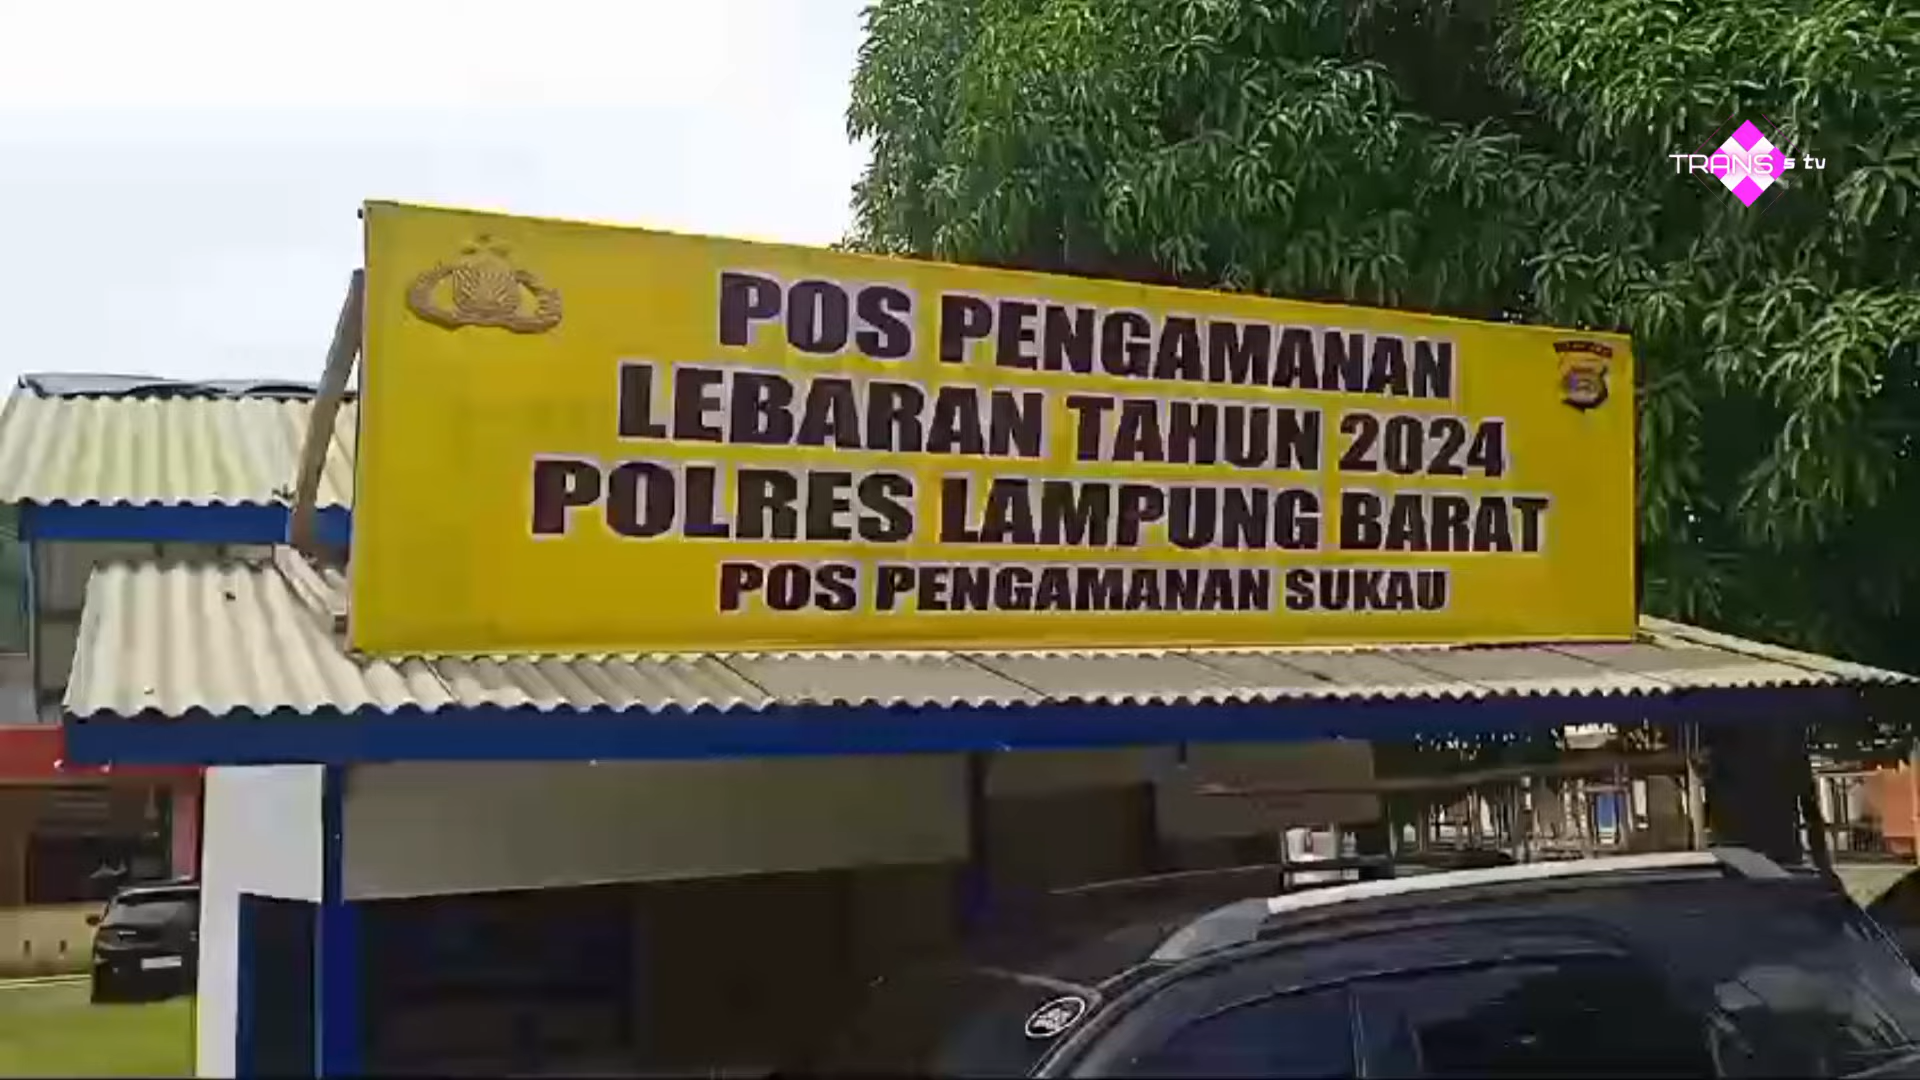 TRANS s tv
POS PENGAMANAN
LEBARAN TAHUN 2024
POLRES LAMPUNG BARAT
POS PENGAMANAN SUKAU